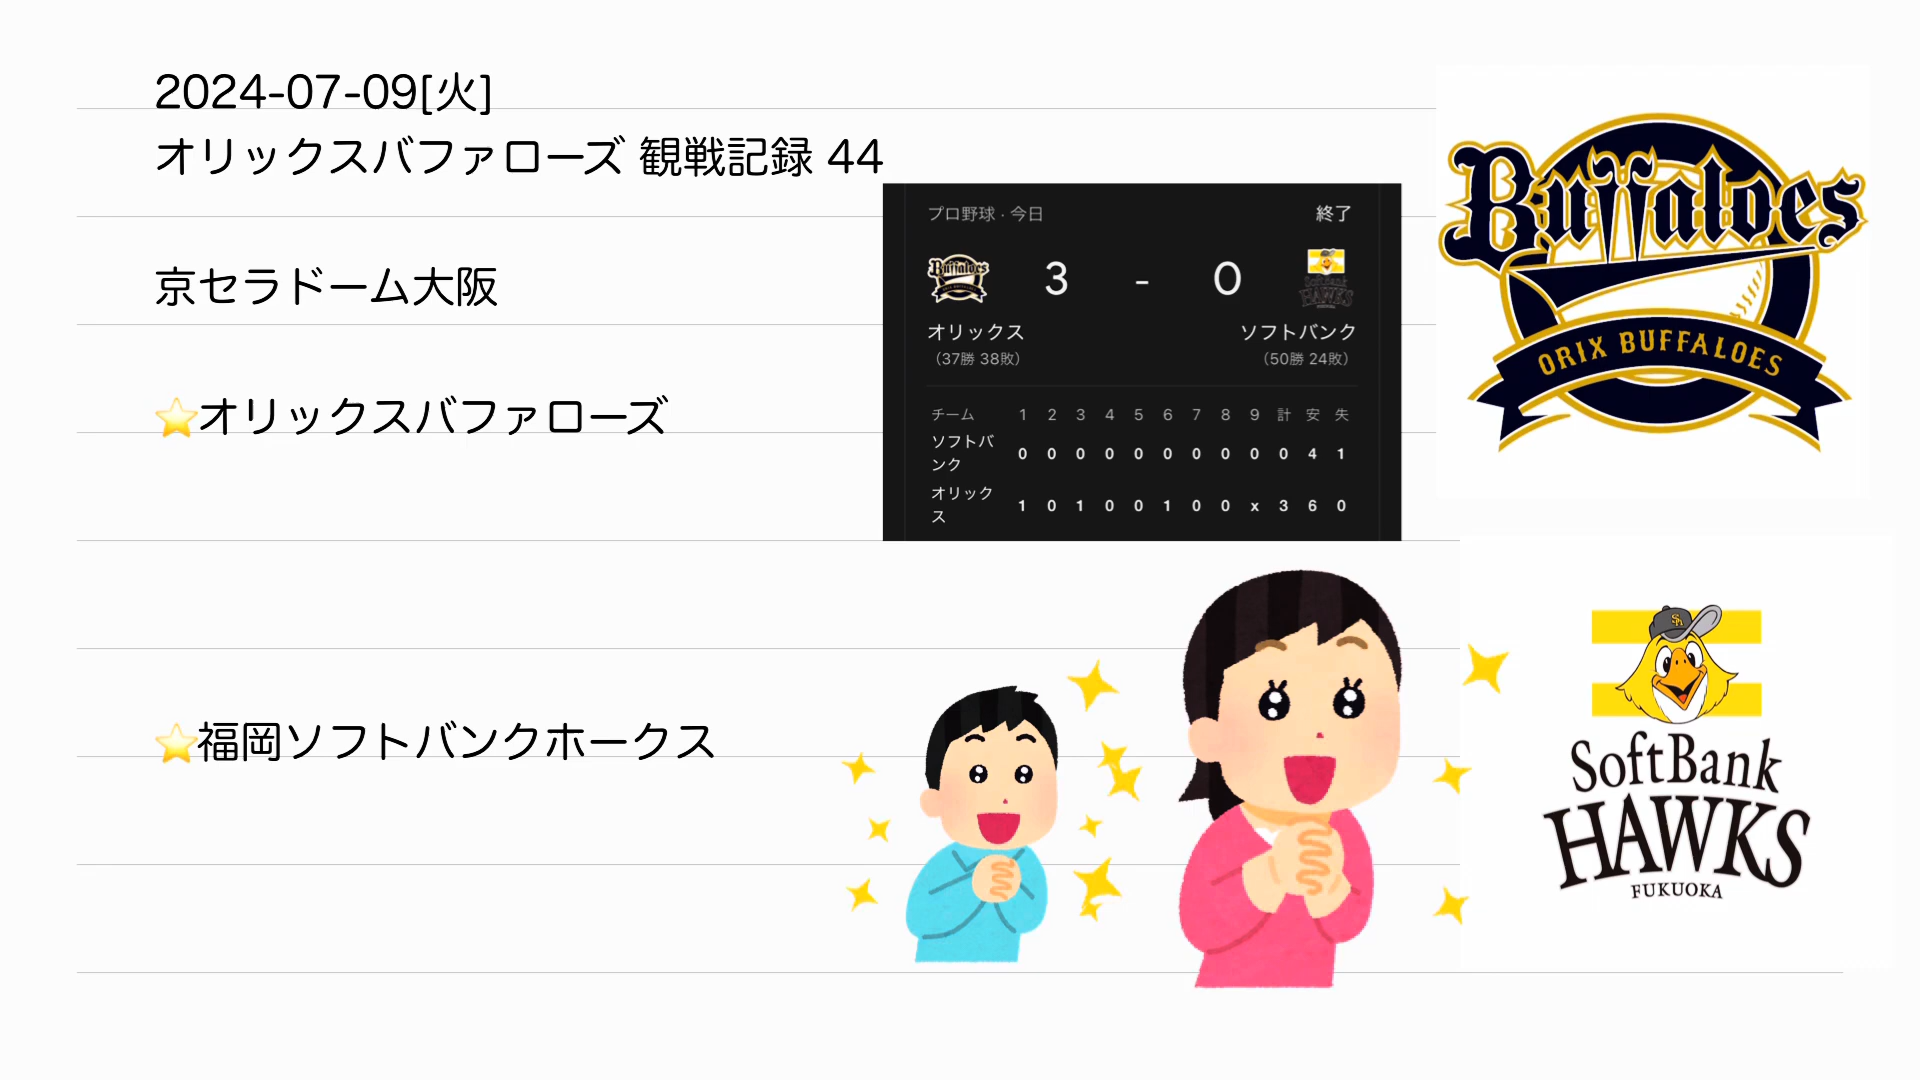 2024-07-09[火]
オリックスバファローズ 観戦記録 44
京セラドーム大阪
⭐オリックスバファローズ
⭐福岡ソフトバンクホークス
プロ野球・今日 終了
Buffaloes
ORIX BUFFALOES
3 - 0
SoftBank
HAWKS
オリックス ソフトバンク
(37勝 38敗) (50勝 24敗)
チーム 1 2 3 4 5 6 7 8 9 計 安 失
ソフトバ
ンク 0 0 0 0 0 0 0 0 0 0 4 1
オリック
ス 1 0 1 0 0 1 0 0 x 3 6 0
Buffaloes
ORIX BUFFALOES
SH
SoftBank
HAWKS
FUKUOKA